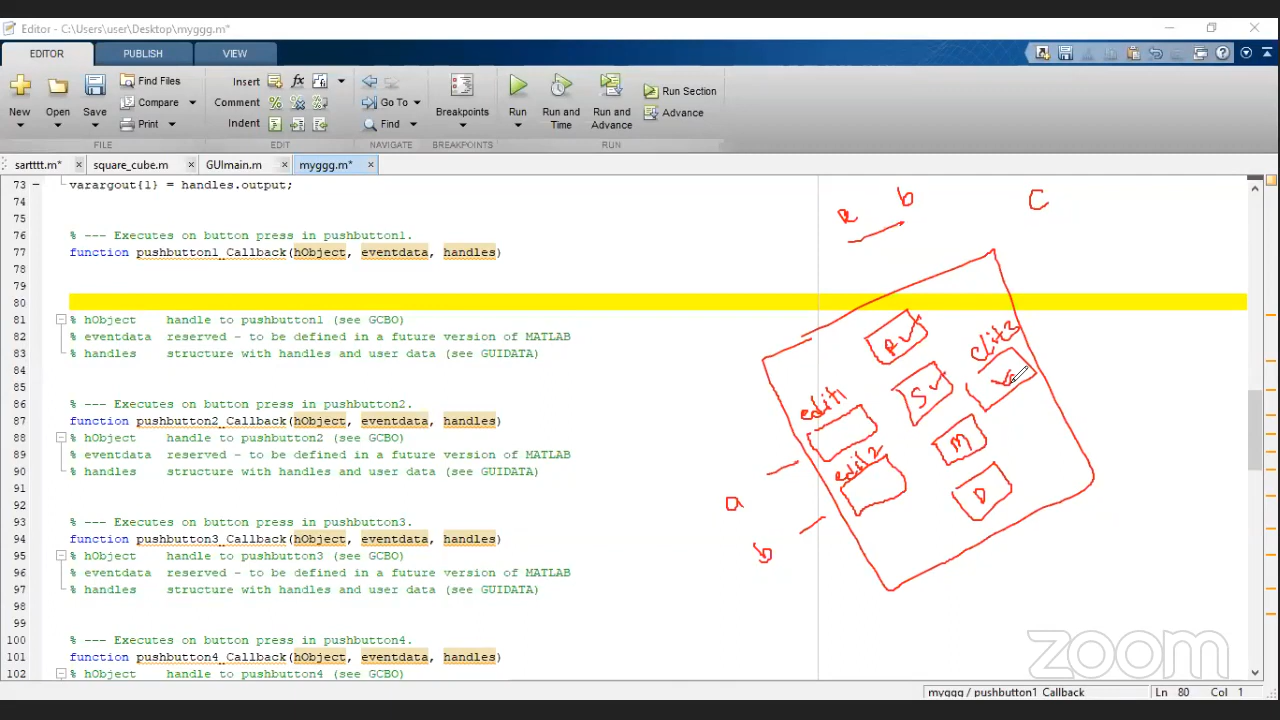 Editor - C:\Users\user\Desktop\myggg.m*
EDITOR PUBLISH VIEW
New Open Save Find Files Compare Print Insert Comment Indent fx Go To Find Breakpoints Run Run and Time Run and Advance Run Section Advance
FILE EDIT NAVIGATE BREAKPOINTS RUN
sartttt.m* square_cube.m GUImain.m myggg.m*
73 varargout{1} = handles.output;
74
75
76 % --- Executes on button press in pushbutton1.
77 function pushbutton1_Callback(hObject, eventdata, handles)
78
79
80
81 % hObject    handle to pushbutton1 (see GCBO)
82 % eventdata  reserved - to be defined in a future version of MATLAB
83 % handles    structure with handles and user data (see GUIDATA)
84
85
86 % --- Executes on button press in pushbutton2.
87 function pushbutton2_Callback(hObject, eventdata, handles)
88 % hObject    handle to pushbutton2 (see GCBO)
89 % eventdata  reserved - to be defined in a future version of MATLAB
90 % handles    structure with handles and user data (see GUIDATA)
91
92
93 % --- Executes on button press in pushbutton3.
94 function pushbutton3_Callback(hObject, eventdata, handles)
95 % hObject    handle to pushbutton3 (see GCBO)
96 % eventdata  reserved - to be defined in a future version of MATLAB
97 % handles    structure with handles and user data (see GUIDATA)
98
99
100 % --- Executes on button press in pushbutton4.
101 function pushbutton4_Callback(hObject, eventdata, handles)
102 % hObject    handle to pushbutton4 (see GCBO)
b C
edit1
S
M
edit2
D
a
b
zoom
myggg / pushbutton1_Callback Ln 80 Col 1